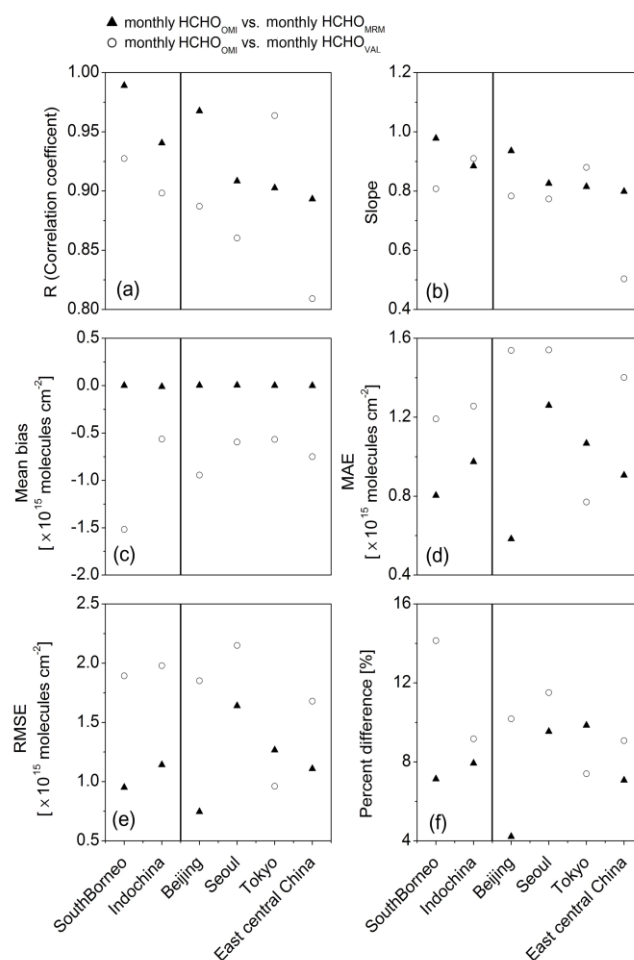 ▲ monthly HCHO_OMI vs. monthly HCHO_MRM
○ monthly HCHO_OMI vs. monthly HCHO_VAL
1.00
0.95
0.90
0.85
0.80
R (Correlation coefficent)
(a)
1.2
1.0
0.8
0.6
0.4
Slope
(b)
0.5
0.0
-0.5
-1.0
-1.5
-2.0
Mean bias
[ x 10^15 molecules cm^-2]
(c)
1.6
1.2
0.8
0.4
MAE
[ x 10^15 molecules cm^-2]
(d)
2.5
2.0
1.5
1.0
0.5
RMSE
[ x 10^15 molecules cm^-2]
(e)
SouthBorneo
Indochina
Beijing
Seoul
Tokyo
East central China
16
12
8
4
Percent difference [%]
(f)
SouthBorneo
Indochina
Beijing
Seoul
Tokyo
East central China